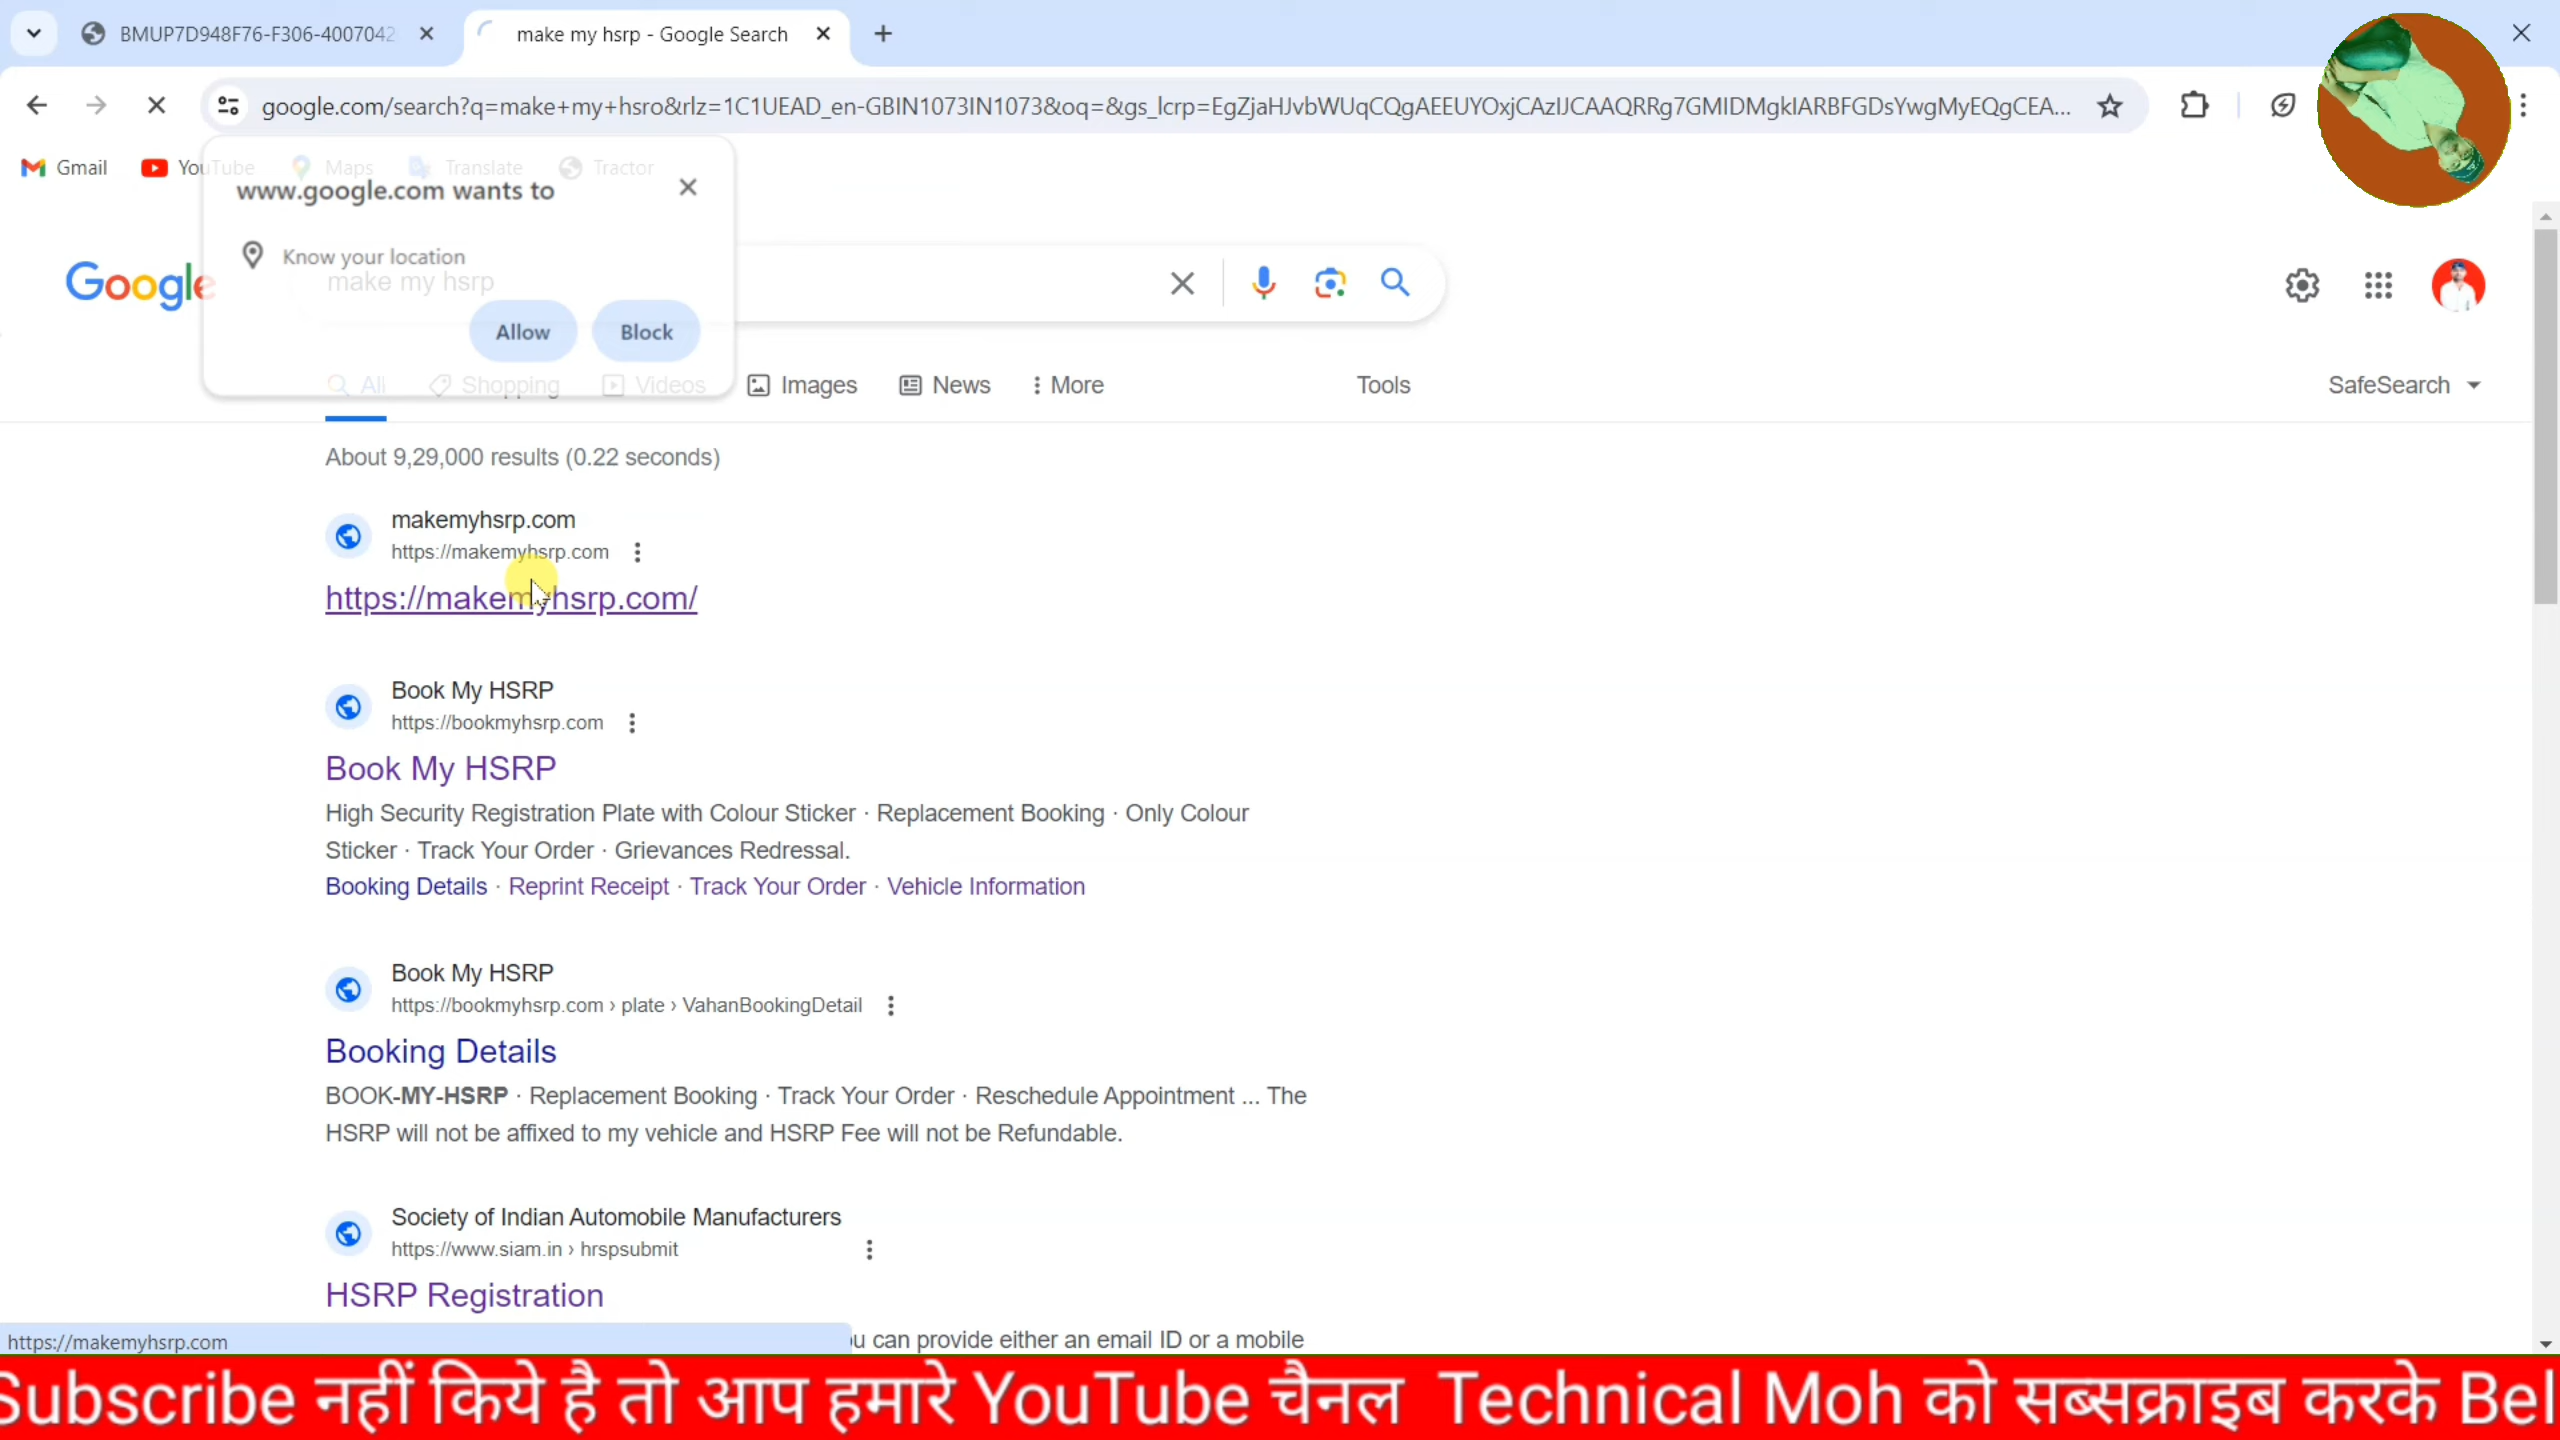 BMUP7D948F76-F306-4007042
make my hsrp - Google Search
google.com/search?q=make+my+hsro&rlz=1C1UEAD_en-GBIN1073IN1073&oq=&gs_lcrp=EgZjaHJvbWUqCQgAEEUYOxjCAzIJCAAQRRg7GMIDMgkIARBFGDsYwgMyEQgCEA...
Gmail YouTube Maps Translate Tractor
www.google.com wants to
Know your location
Allow Block
Google make my hsrp
All Shopping Videos Images News More Tools SafeSearch
About 9,29,000 results (0.22 seconds)
makemyhsrp.com
https://makemyhsrp.com
https://makemyhsrp.com/
Book My HSRP
https://bookmyhsrp.com
Book My HSRP
High Security Registration Plate with Colour Sticker · Replacement Booking · Only Colour
Sticker · Track Your Order · Grievances Redressal.
Booking Details · Reprint Receipt · Track Your Order · Vehicle Information
Book My HSRP
https://bookmyhsrp.com › plate › VahanBookingDetail
Booking Details
BOOK-MY-HSRP · Replacement Booking · Track Your Order · Reschedule Appointment ... The
HSRP will not be affixed to my vehicle and HSRP Fee will not be Refundable.
Society of Indian Automobile Manufacturers
https://www.siam.in › hrspsubmit
HSRP Registration
u can provide either an email ID or a mobile
https://makemyhsrp.com
Subscribe नहीं किये है तो आप हमारे YouTube चैनल Technical Moh को सब्सक्राइब करके Bel